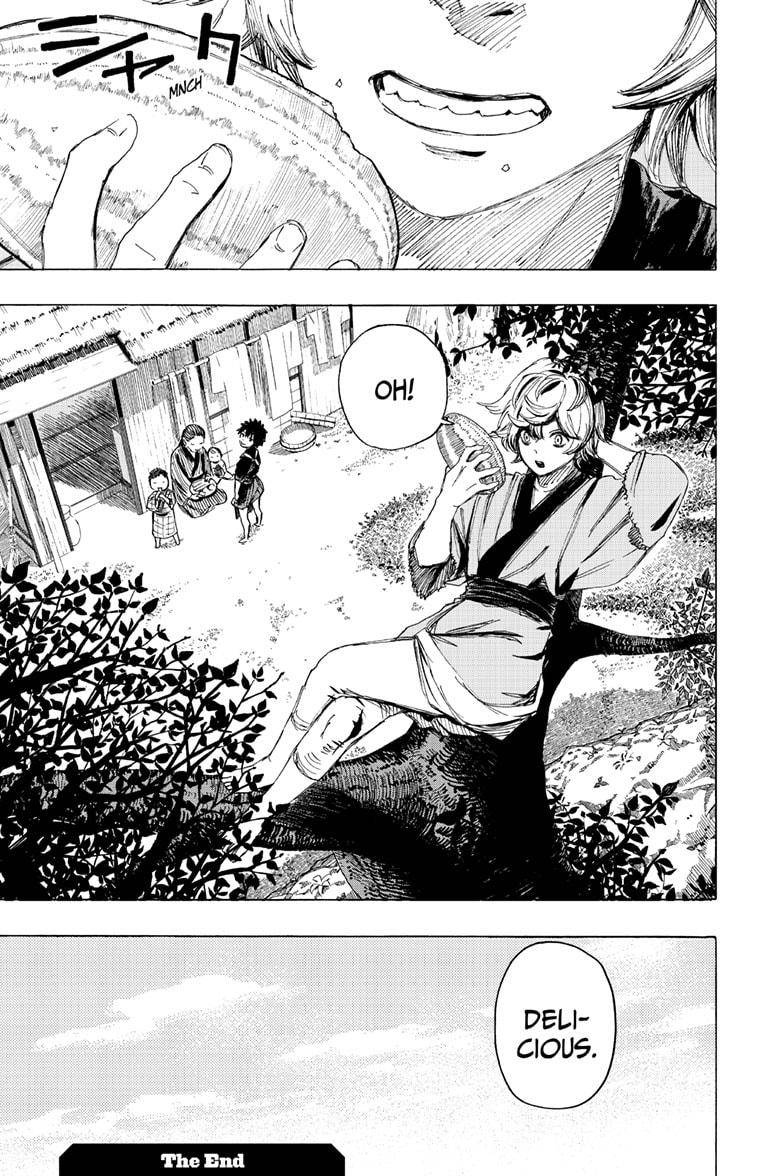 シャク
MNCH
OH!
DELI-
CIOUS.
The End